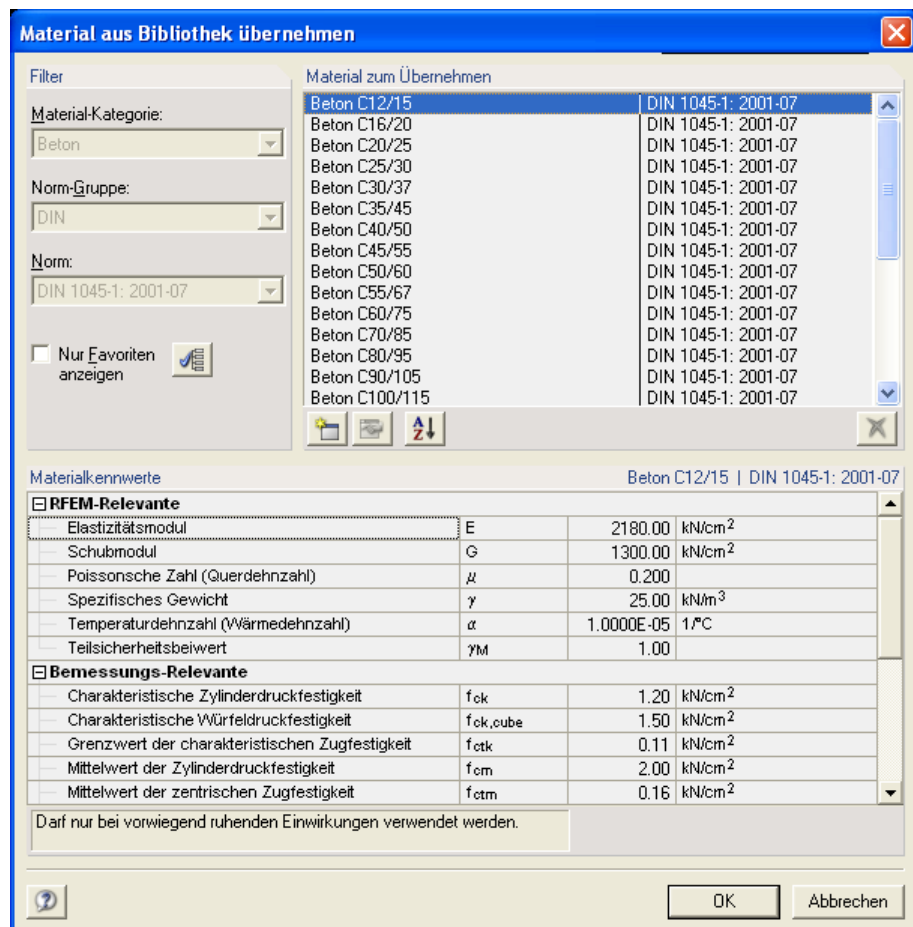 Material aus Bibliothek übernehmen
Filter
Material-Kategorie:
Beton
Norm-Gruppe:
DIN
Norm:
DIN 1045-1: 2001-07
Nur Favoriten
anzeigen
Material zum Übernehmen
Beton C12/15 DIN 1045-1: 2001-07
Beton C16/20 DIN 1045-1: 2001-07
Beton C20/25 DIN 1045-1: 2001-07
Beton C25/30 DIN 1045-1: 2001-07
Beton C30/37 DIN 1045-1: 2001-07
Beton C35/45 DIN 1045-1: 2001-07
Beton C40/50 DIN 1045-1: 2001-07
Beton C45/55 DIN 1045-1: 2001-07
Beton C50/60 DIN 1045-1: 2001-07
Beton C55/67 DIN 1045-1: 2001-07
Beton C60/75 DIN 1045-1: 2001-07
Beton C70/85 DIN 1045-1: 2001-07
Beton C80/95 DIN 1045-1: 2001-07
Beton C90/105 DIN 1045-1: 2001-07
Beton C100/115 DIN 1045-1: 2001-07
A
Z
Materialkennwerte Beton C12/15 | DIN 1045-1: 2001-07
RFEM-Relevante
Elastizitätsmodul E 2180.00 kN/cm²
Schubmodul G 1300.00 kN/cm²
Poissonsche Zahl (Querdehnzahl) μ 0.200
Spezifisches Gewicht γ 25.00 kN/m³
Temperaturdehnzahl (Wärmedehnzahl) α 1.0000E-05 1/°C
Teilsicherheitsbeiwert γM 1.00
Bemessungs-Relevante
Charakteristische Zylinderdruckfestigkeit fck 1.20 kN/cm²
Charakteristische Würfeldruckfestigkeit fck,cube 1.50 kN/cm²
Grenzwert der charakteristischen Zugfestigkeit fctk 0.11 kN/cm²
Mittelwert der Zylinderdruckfestigkeit fcm 2.00 kN/cm²
Mittelwert der zentrischen Zugfestigkeit fctm 0.16 kN/cm²
Darf nur bei vorwiegend ruhenden Einwirkungen verwendet werden.
OK
Abbrechen